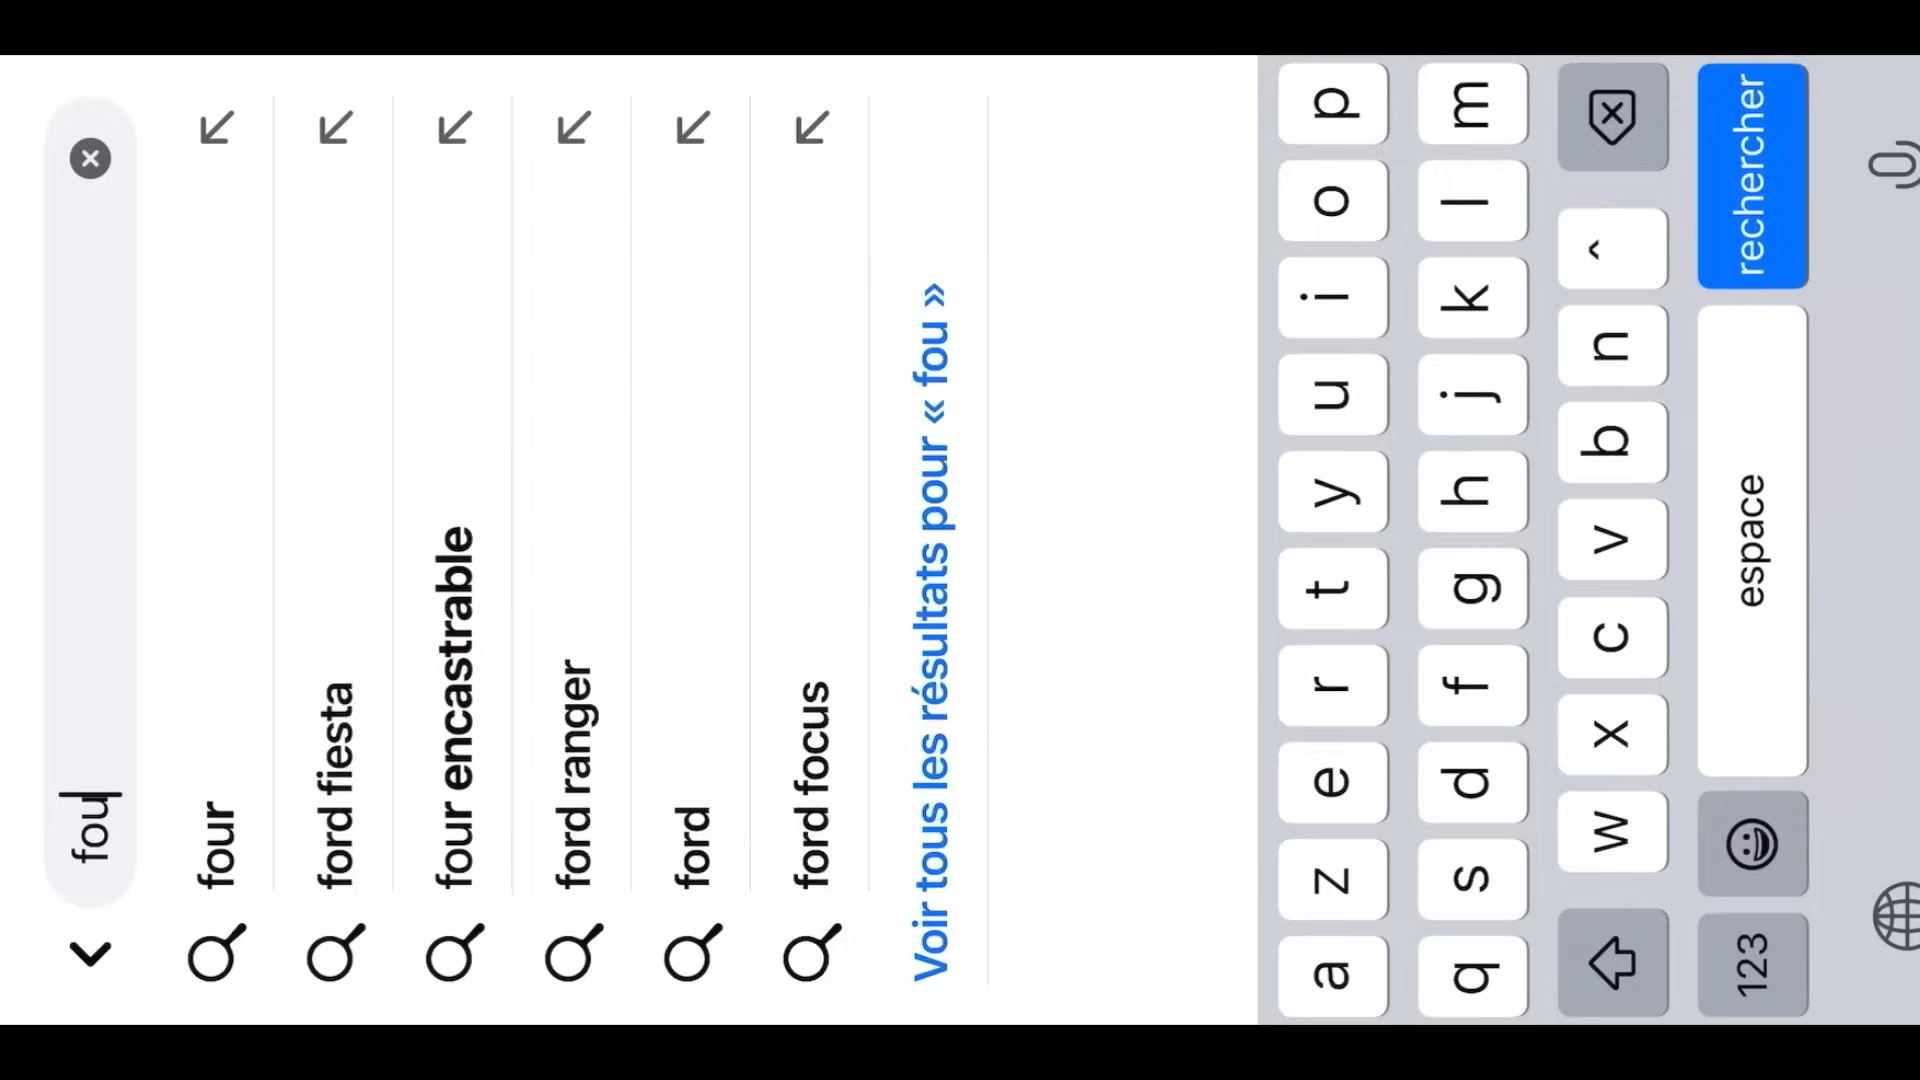 fou
four
ford fiesta
four encastrable
ford ranger
ford
ford focus
Voir tous les résultats pour « fou »
a z e r t y u i o p
q s d f g h j k l m
w x c v b n ^
123 espace rechercher